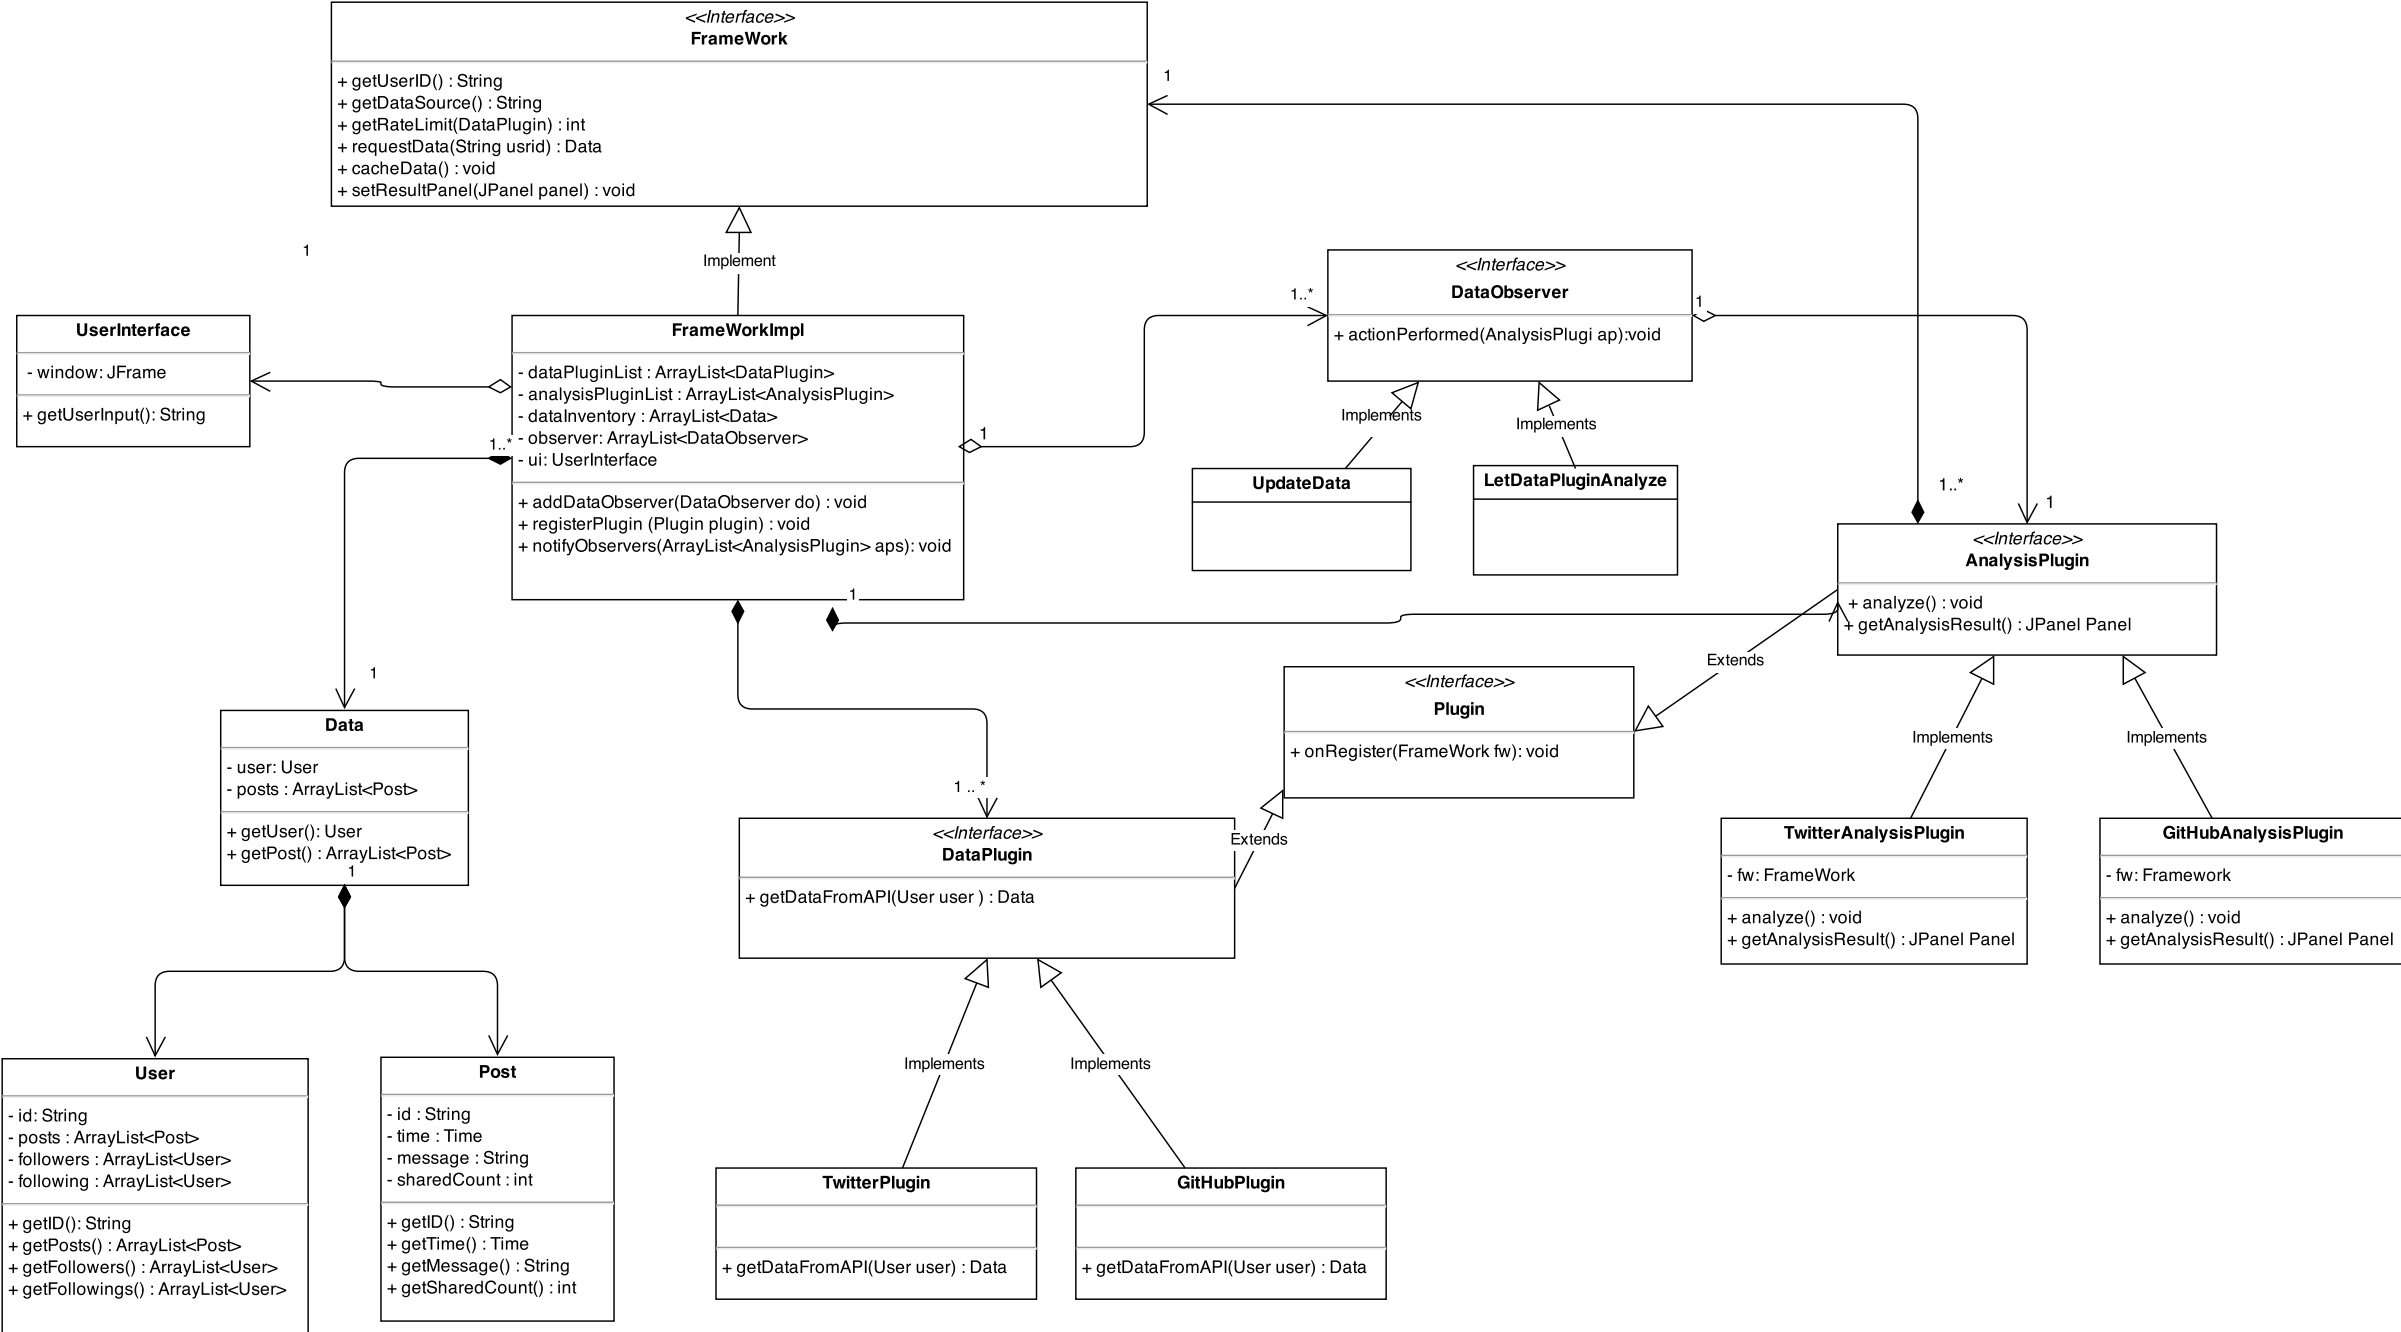 <<Interface>>
FrameWork
+ getUserID() : String
+ getDataSource() : String
+ getRateLimit(DataPlugin) : int
+ requestData(String usrid) : Data
+ cacheData() : void
+ setResultPanel(JPanel panel) : void
1
Implement
1
UserInterface
- window: JFrame
+ getUserInput(): String
FrameWorkImpl
- dataPluginList : ArrayList<DataPlugin>
- analysisPluginList : ArrayList<AnalysisPlugin>
- dataInventory : ArrayList<Data>
- observer: ArrayList<DataObserver>
- ui: UserInterface
+ addDataObserver(DataObserver do) : void
+ registerPlugin (Plugin plugin) : void
+ notifyObservers(ArrayList<AnalysisPlugin> aps): void
1..*
1
1
1..*
<<Interface>>
DataObserver
+ actionPerformed(AnalysisPlugi ap):void
1
Implements
Implements
UpdateData
LetDataPluginAnalyze
1..*
1
<<Interface>>
AnalysisPlugin
+ analyze() : void
+ getAnalysisResult() : JPanel Panel
Extends
<<Interface>>
Plugin
+ onRegister(FrameWork fw): void
Implements
Implements
1
Data
- user: User
- posts : ArrayList<Post>
+ getUser(): User
+ getPost() : ArrayList<Post>
1
1 .. *
<<Interface>>
DataPlugin
+ getDataFromAPI(User user ) : Data
Extends
TwitterAnalysisPlugin
- fw: FrameWork
+ analyze() : void
+ getAnalysisResult() : JPanel Panel
GitHubAnalysisPlugin
- fw: Framework
+ analyze() : void
+ getAnalysisResult() : JPanel Panel
User
- id: String
- posts : ArrayList<Post>
- followers : ArrayList<User>
- following : ArrayList<User>
+ getID(): String
+ getPosts() : ArrayList<Post>
+ getFollowers() : ArrayList<User>
+ getFollowings() : ArrayList<User>
Post
- id : String
- time : Time
- message : String
- sharedCount : int
+ getID() : String
+ getTime() : Time
+ getMessage() : String
+ getSharedCount() : int
Implements
Implements
TwitterPlugin
+ getDataFromAPI(User user) : Data
GitHubPlugin
+ getDataFromAPI(User user) : Data